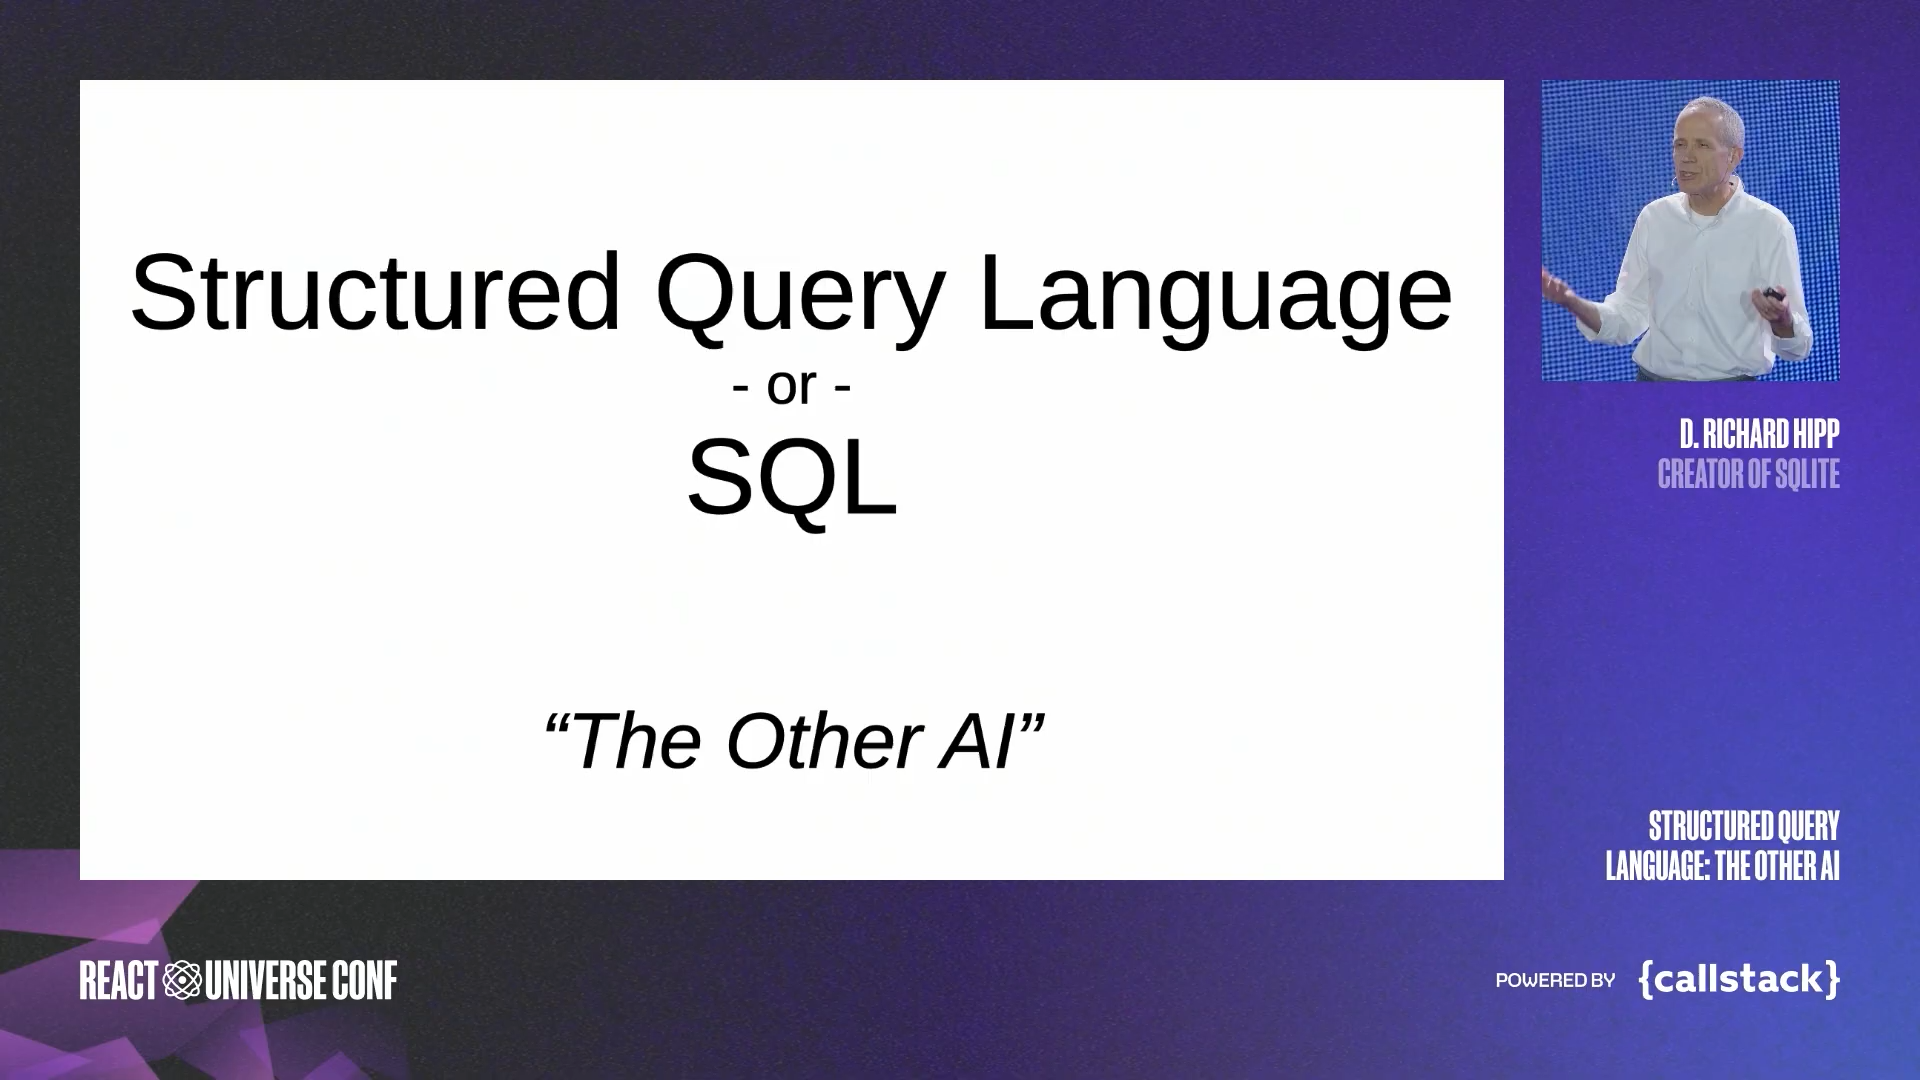 Structured Query Language
- or -
SQL
“The Other AI”
D. RICHARD HIPP
CREATOR OF SQLITE
STRUCTURED QUERY
LANGUAGE: THE OTHER AI
REACT UNIVERSE CONF
POWERED BY {callstack}